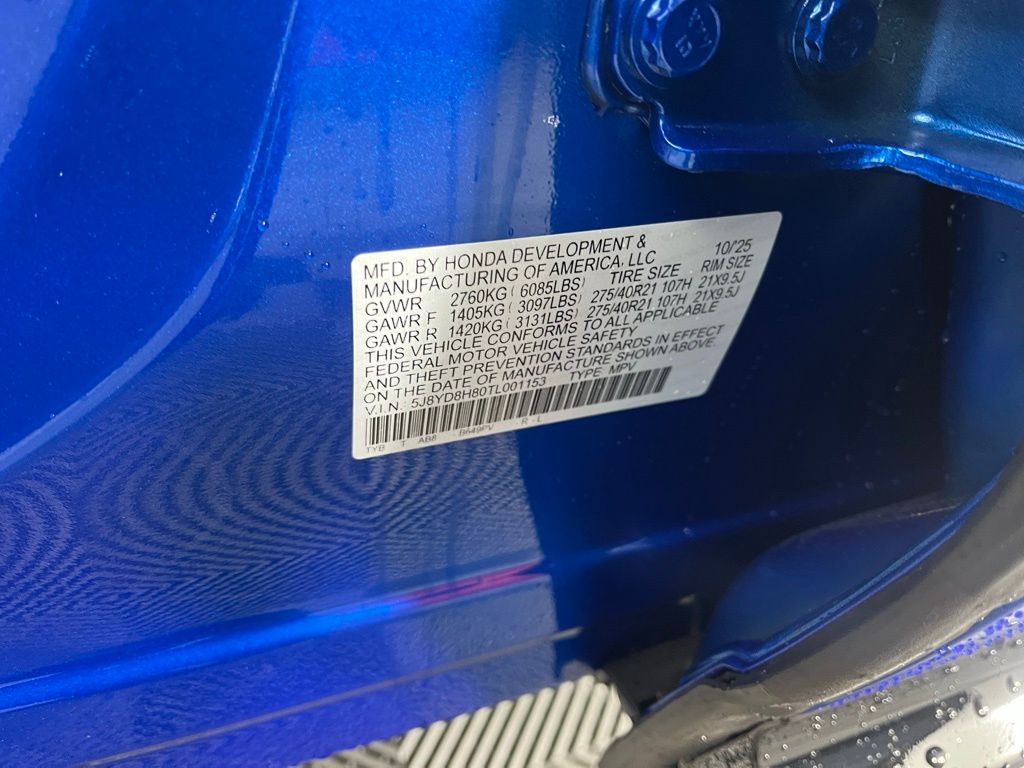 MFD. BY HONDA DEVELOPMENT & 10/'25
MANUFACTURING OF AMERICA, LLC
GVWR 2760KG ( 6085LBS) TIRE SIZE RIM SIZE
GAWR F 1405KG ( 3097LBS) 275/40R21 107H 21X9.5J
GAWR R 1420KG ( 3131LBS) 275/40R21 107H 21X9.5J
THIS VEHICLE CONFORMS TO ALL APPLICABLE
FEDERAL MOTOR VEHICLE SAFETY
AND THEFT PREVENTION STANDARDS IN EFFECT
ON THE DATE OF MANUFACTURE SHOWN ABOVE.
V.I.N.: 5J8YD8H80TL001153 TYPE: MPV
TYB T AB8 - B649PV - R - L